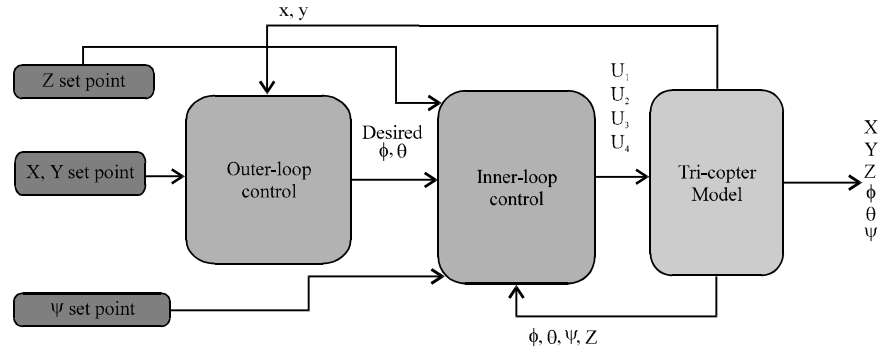 x, y
Z set point
X, Y set point
Ψ set point
Outer-loop
control
Desired
ϕ, θ
Inner-loop
control
U₁
U₂
U₃
U₄
Tri-copter
Model
X
Y
Z
ϕ
θ
Ψ
ϕ, θ, Ψ, Z